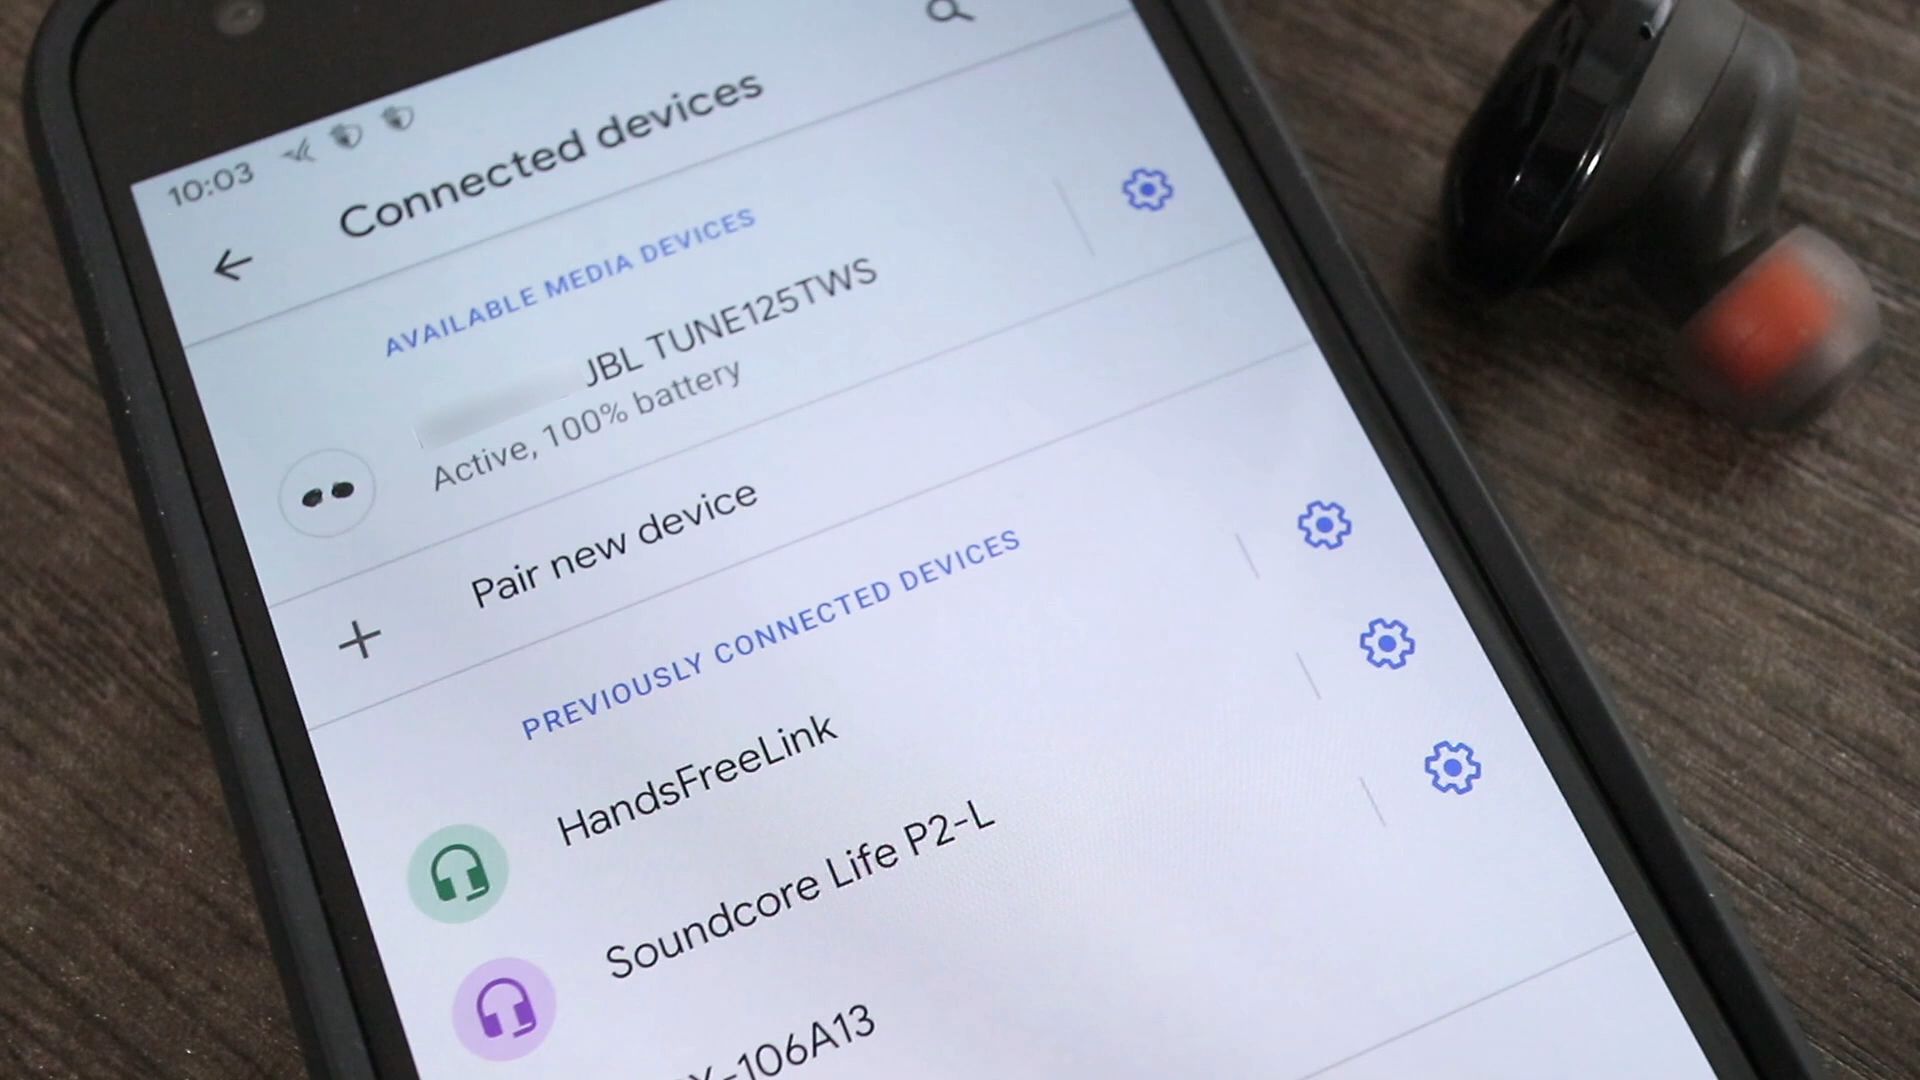 10:03
Connected devices
AVAILABLE MEDIA DEVICES
JBL TUNE125TWS
Active, 100% battery
Pair new device
PREVIOUSLY CONNECTED DEVICES
HandsFreeLink
Soundcore Life P2-L
-106A13